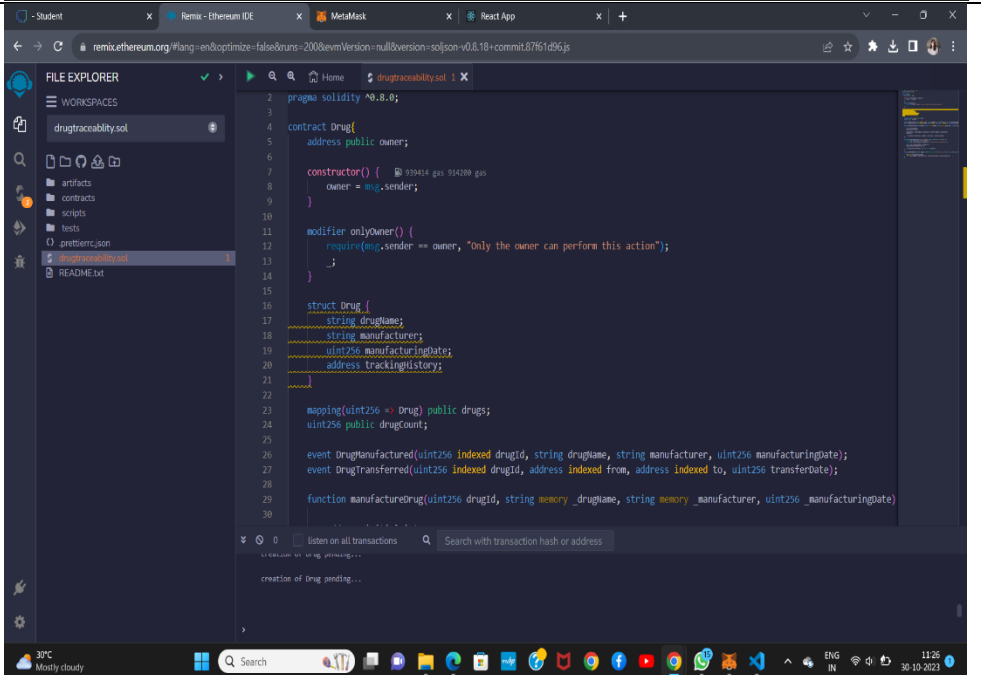 - Student
Remix - Ethereum IDE
MetaMask
React App
remix.ethereum.org/#lang=en&optimize=false&runs=200&evmVersion=null&version=soljson-v0.8.18+commit.87f61d96.js
FILE EXPLORER
WORKSPACES
drugtraceablity.sol
artifacts
contracts
scripts
tests
.prettierrc.json
drugtraceability.sol 1
README.txt
Home
drugtraceability.sol 1
2 pragma solidity ^0.8.0;
3
4 contract Drug{
5 address public owner;
6
7 constructor() { 939414 gas 914200 gas
8 owner = msg.sender;
9 }
10
11 modifier onlyOwner() {
12 require(msg.sender == owner, "Only the owner can perform this action");
13 _;
14 }
15
16 struct Drug {
17 string drugName;
18 string manufacturer;
19 uint256 manufacturingDate;
20 address trackingHistory;
21 }
22
23 mapping(uint256 => Drug) public drugs;
24 uint256 public drugCount;
25
26 event DrugManufactured(uint256 indexed drugId, string drugName, string manufacturer, uint256 manufacturingDate);
27 event DrugTransferred(uint256 indexed drugId, address indexed from, address indexed to, uint256 transferDate);
28
29 function manufactureDrug(uint256 drugId, string memory _drugName, string memory _manufacturer, uint256 _manufacturingDate)
30
0
listen on all transactions
Search with transaction hash or address
creation of Drug pending...
creation of Drug pending...
>
30°C
Mostly cloudy
Search
ENG
IN
11:26
30-10-2023